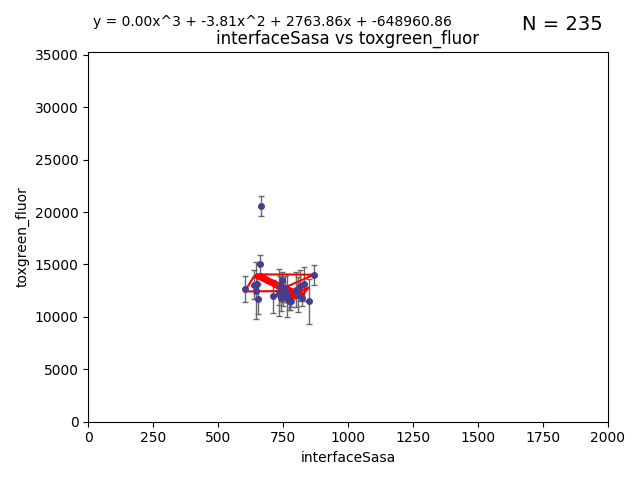 y = 0.00x^3 + -3.81x^2 + 2763.86x + -648960.86
N = 235
interfaceSasa vs toxgreen_fluor
35000
30000
25000
20000
15000
10000
5000
0
toxgreen_fluor
0 250 500 750 1000 1250 1500 1750 2000
interfaceSasa